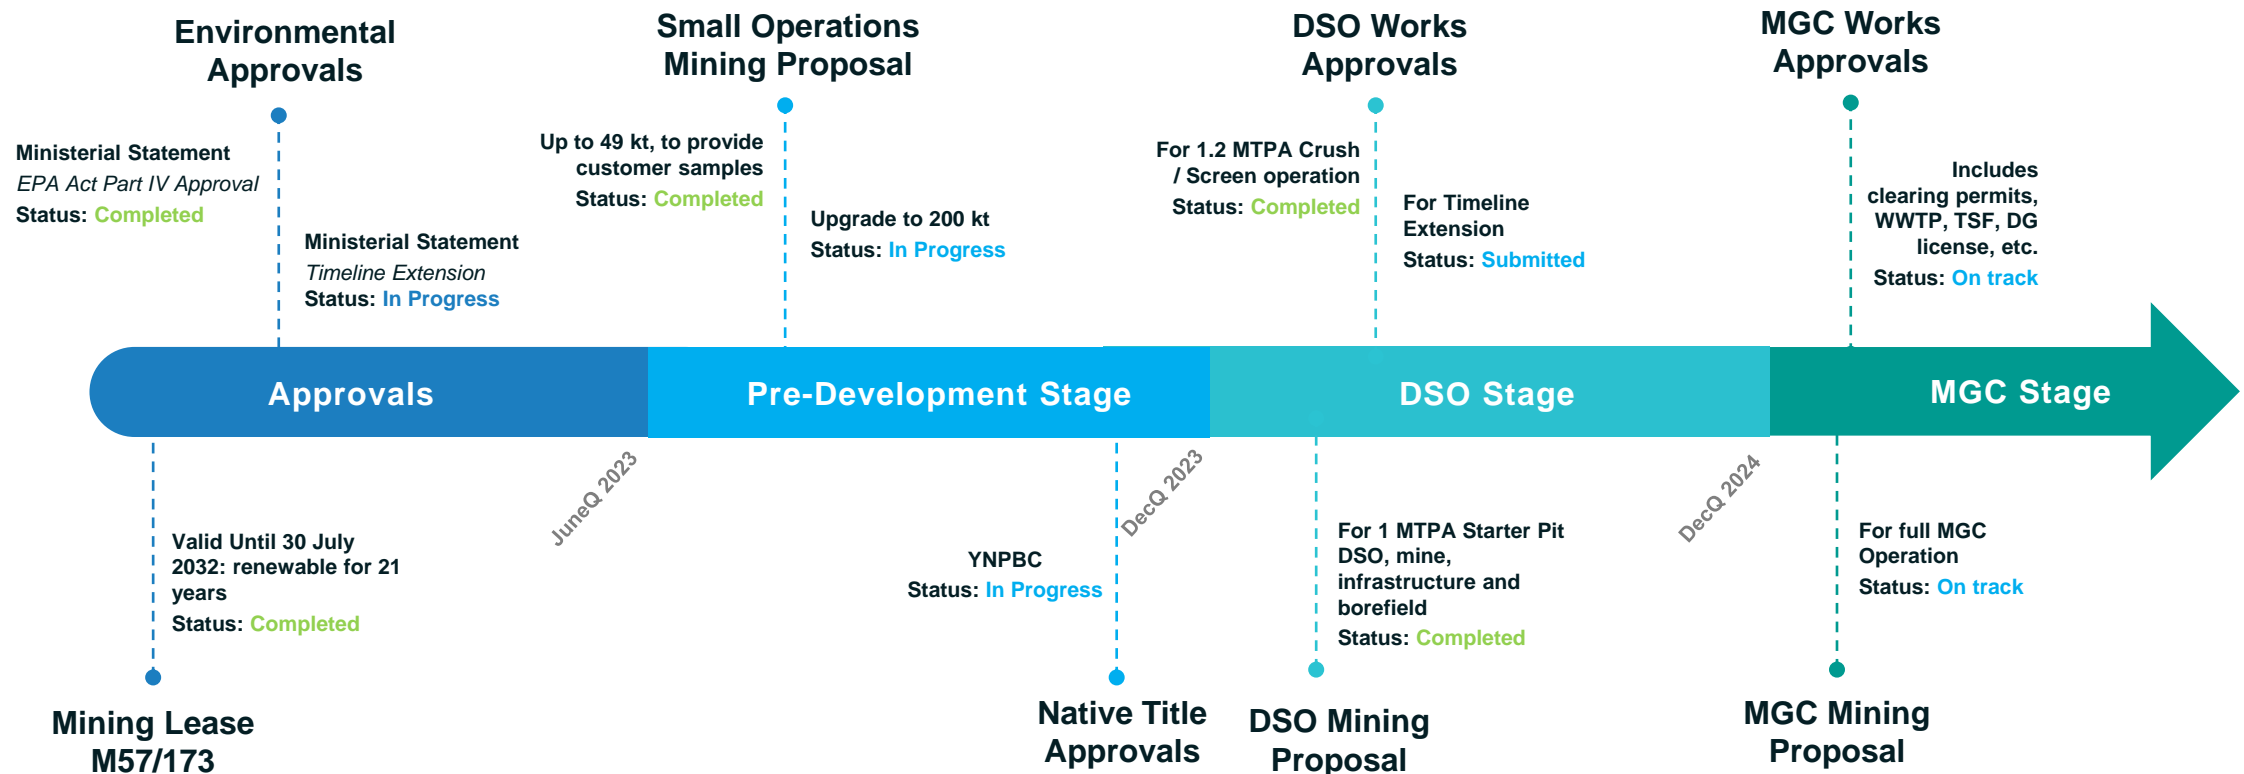 Environmental
Approvals
Small Operations
Mining Proposal
DSO Works
Approvals
MGC Works
Approvals
Ministerial Statement
EPA Act Part IV Approval
Status: Completed
Ministerial Statement
Timeline Extension
Status: In Progress
Up to 49 kt, to provide
customer samples
Status: Completed
Upgrade to 200 kt
Status: In Progress
For 1.2 MTPA Crush
/ Screen operation
Status: Completed
For Timeline
Extension
Status: Submitted
Includes
clearing permits,
WWTP, TSF, DG
license, etc.
Status: On track
Approvals
Pre-Development Stage
DSO Stage
MGC Stage
JuneQ 2023
DecQ 2023
DecQ 2024
Valid Until 30 July
2032: renewable for 21
years
Status: Completed
YNPBC
Status: In Progress
For 1 MTPA Starter Pit
DSO, mine,
infrastructure and
borefield
Status: Completed
For full MGC
Operation
Status: On track
Mining Lease
M57/173
Native Title
Approvals
DSO Mining
Proposal
MGC Mining
Proposal